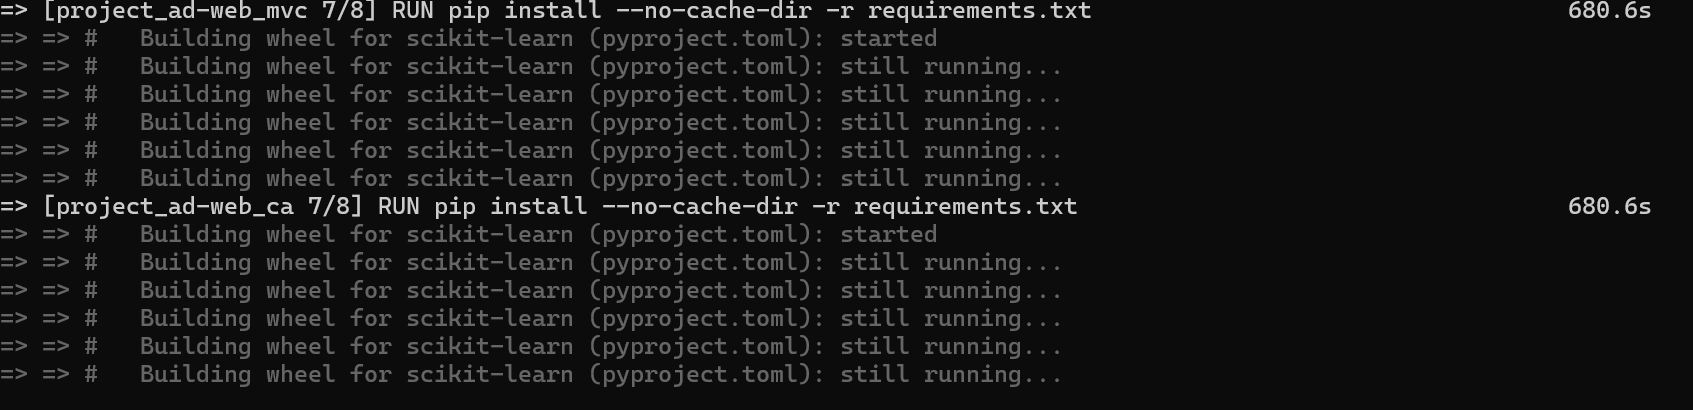 => [project_ad-web_mvc 7/8] RUN pip install --no-cache-dir -r requirements.txt 680.6s
=> => #   Building wheel for scikit-learn (pyproject.toml): started
=> => #   Building wheel for scikit-learn (pyproject.toml): still running...
=> => #   Building wheel for scikit-learn (pyproject.toml): still running...
=> => #   Building wheel for scikit-learn (pyproject.toml): still running...
=> => #   Building wheel for scikit-learn (pyproject.toml): still running...
=> => #   Building wheel for scikit-learn (pyproject.toml): still running...
=> [project_ad-web_ca 7/8] RUN pip install --no-cache-dir -r requirements.txt 680.6s
=> => #   Building wheel for scikit-learn (pyproject.toml): started
=> => #   Building wheel for scikit-learn (pyproject.toml): still running...
=> => #   Building wheel for scikit-learn (pyproject.toml): still running...
=> => #   Building wheel for scikit-learn (pyproject.toml): still running...
=> => #   Building wheel for scikit-learn (pyproject.toml): still running...
=> => #   Building wheel for scikit-learn (pyproject.toml): still running...